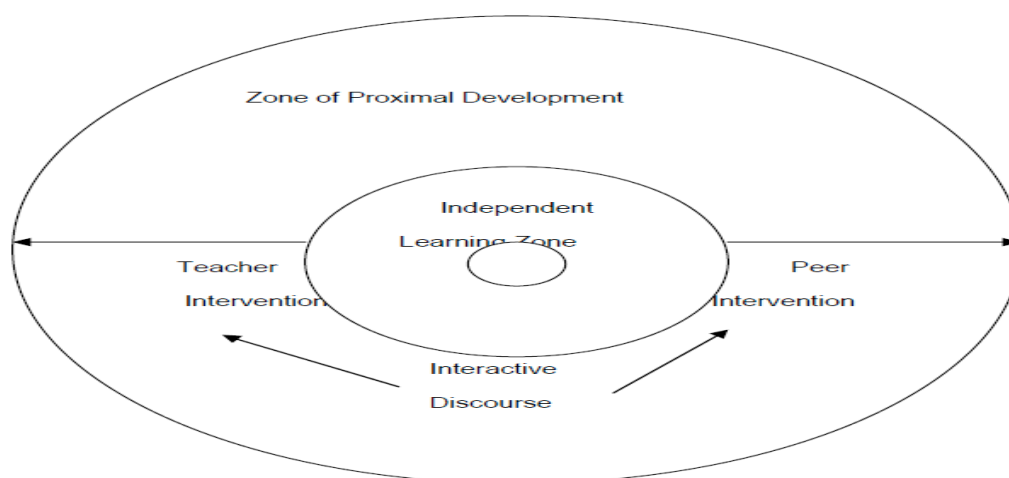 Zone of Proximal Development
Independent
Learning Zone
Teacher
Intervention
Peer
Intervention
Interactive
Discourse